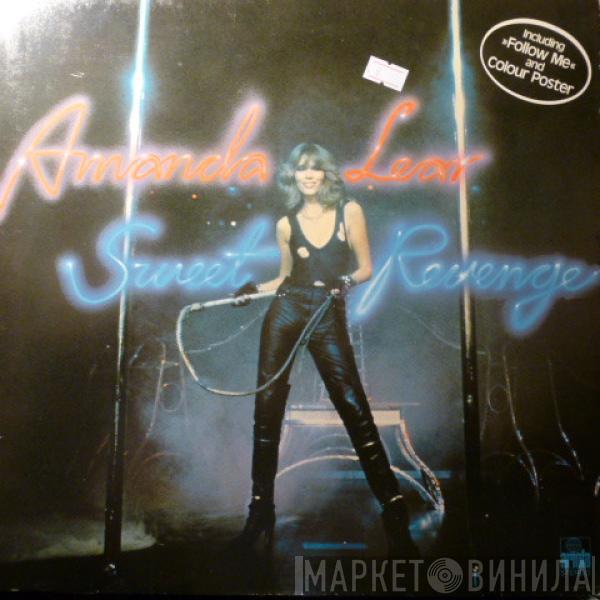 Including
»Follow Me«
and
Colour Poster
Amanda Lear
Sweet Revenge
МАРКЕТ ВИНИЛА